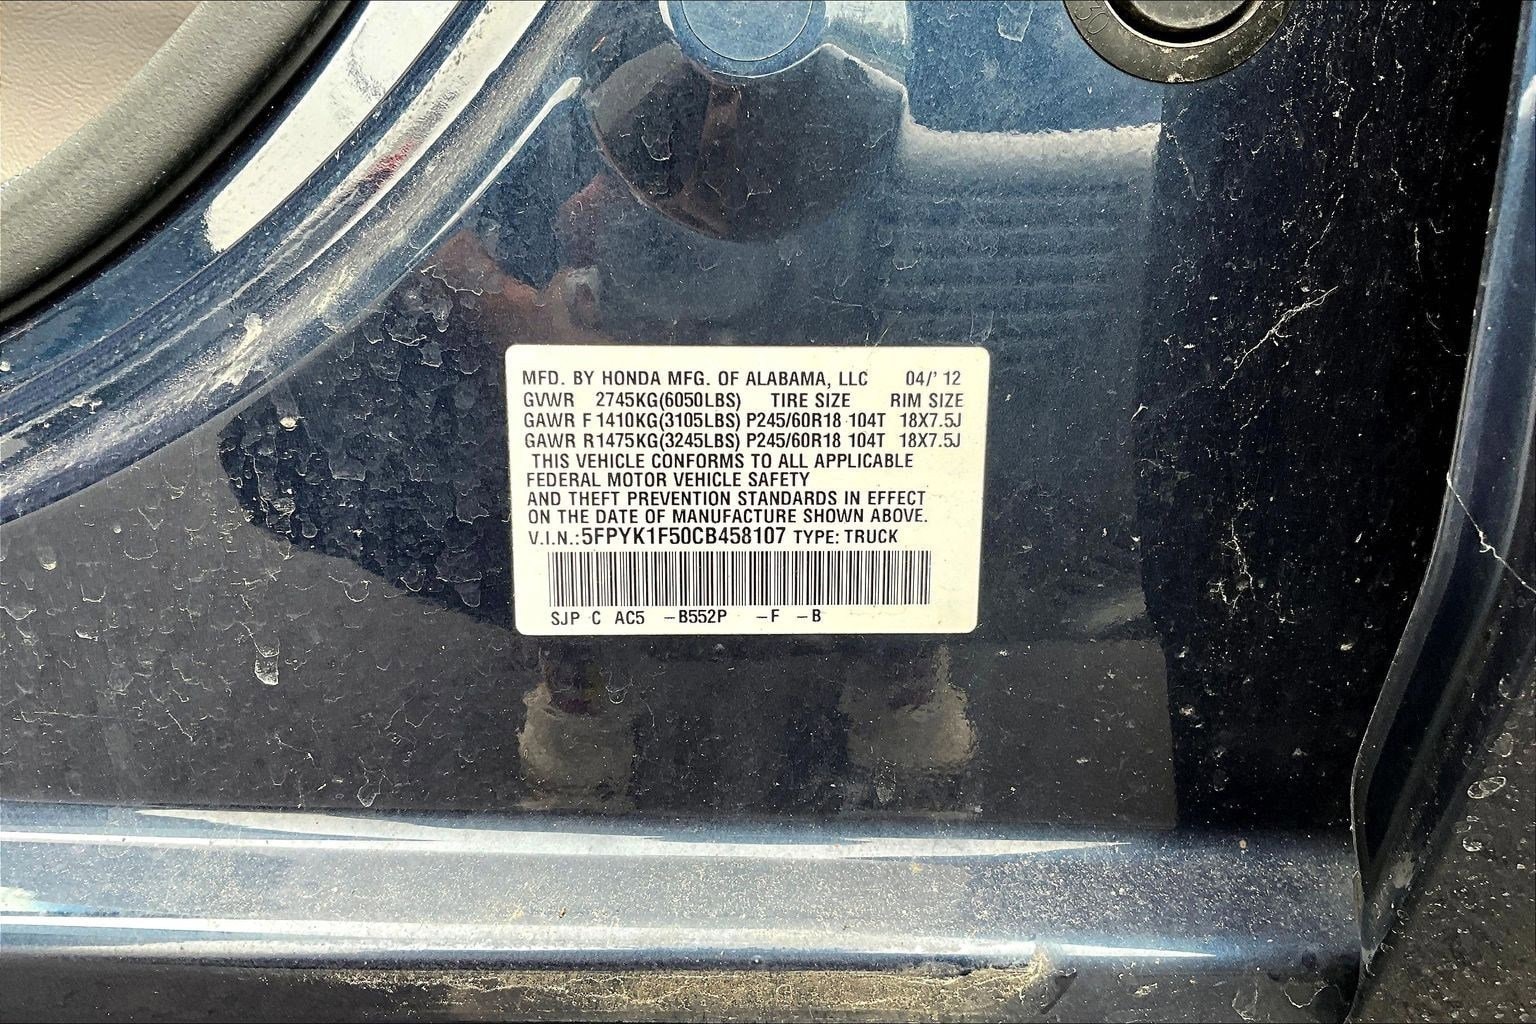 30
MFD. BY HONDA MFG. OF ALABAMA, LLC 04/' 12
GVWR 2745KG(6050LBS) TIRE SIZE RIM SIZE
GAWR F 1410KG(3105LBS) P245/60R18 104T 18X7.5J
GAWR R1475KG(3245LBS) P245/60R18 104T 18X7.5J
THIS VEHICLE CONFORMS TO ALL APPLICABLE
FEDERAL MOTOR VEHICLE SAFETY
AND THEFT PREVENTION STANDARDS IN EFFECT
ON THE DATE OF MANUFACTURE SHOWN ABOVE.
V.I.N.:5FPYK1F50CB458107 TYPE: TRUCK
SJP C AC5 -B552P -F -B